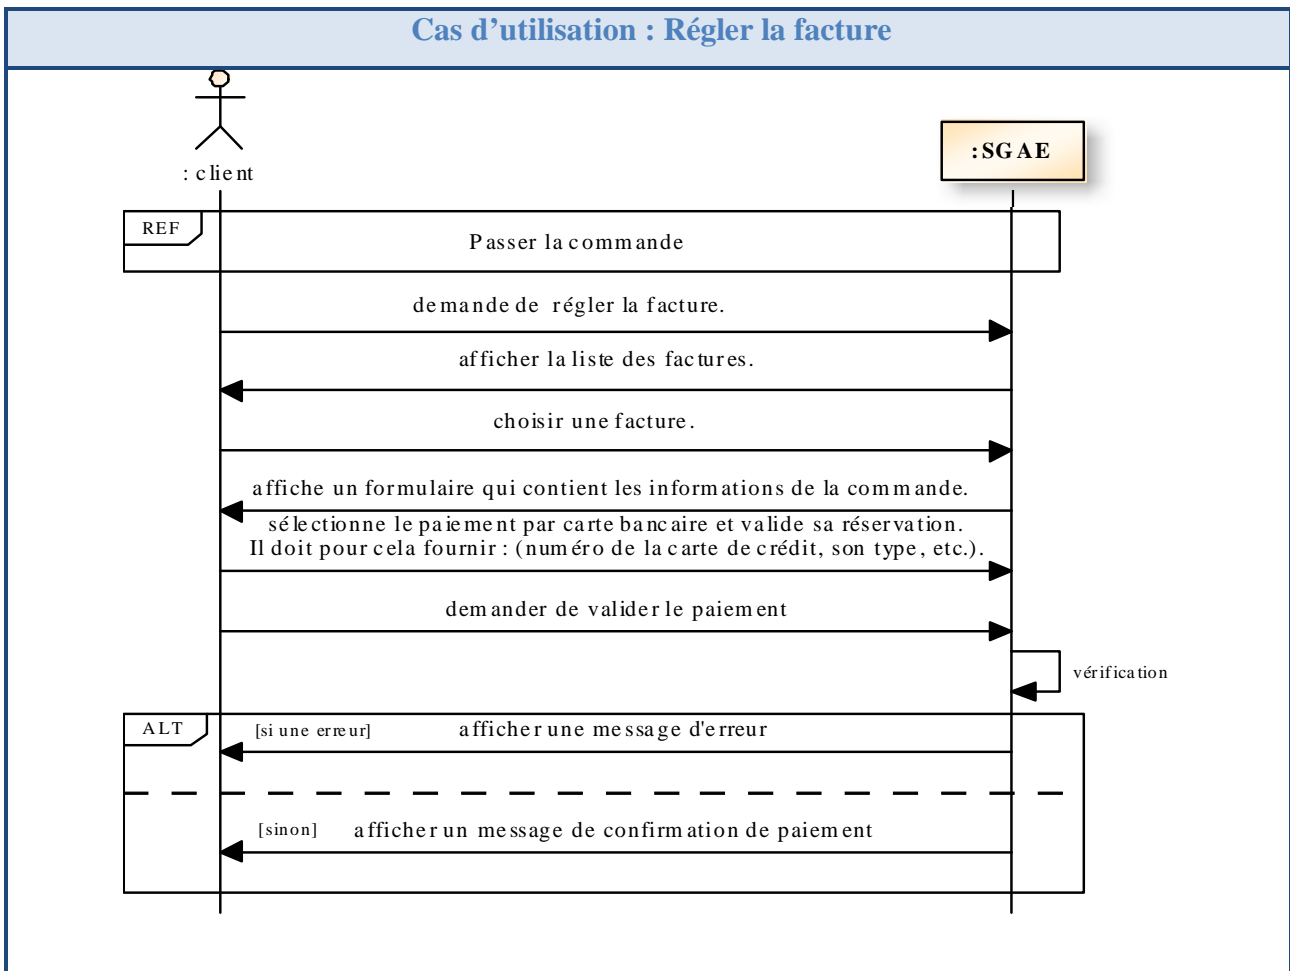 Cas d’utilisation : Régler la facture
: client
:SGAE
REF
Passer la commande
demande de régler la facture.
afficher la liste des factures.
choisir une facture.
affiche un formulaire qui contient les informations de la commande.
sélectionne le paiement par carte bancaire et valide sa réservation.
Il doit pour cela fournir : (numéro de la carte de crédit, son type, etc.).
demander de valider le paiement
vérification
ALT
[si une erreur] afficher une message d'erreur
[sinon] afficher un message de confirmation de paiement